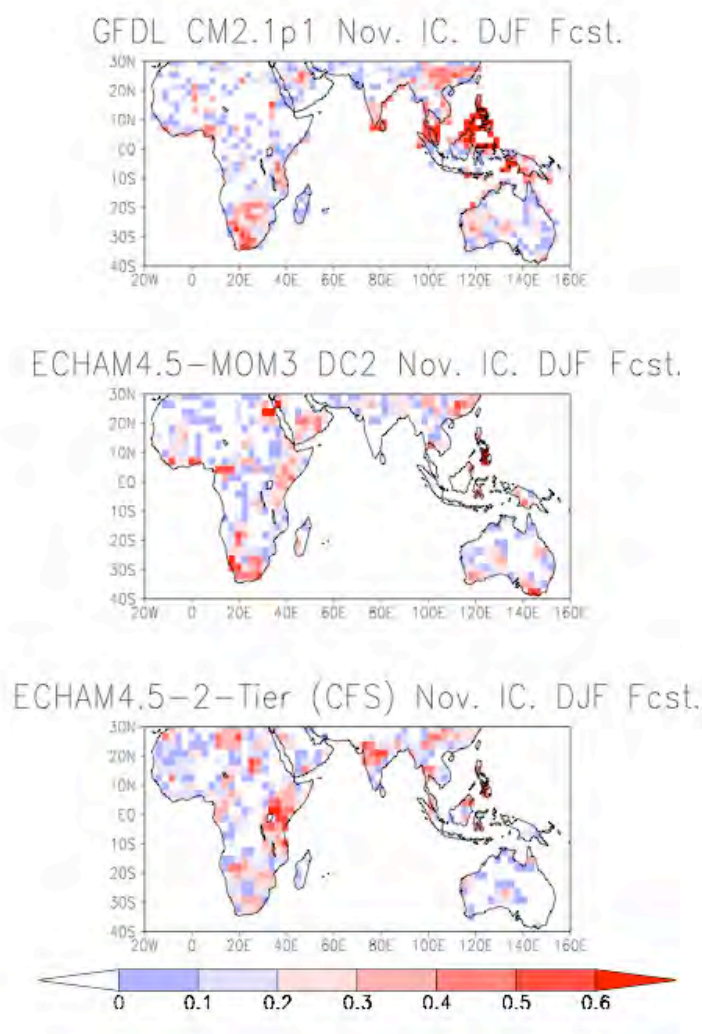 GFDL CM2.1p1 Nov. IC. DJF Fcst.
30N
20N
10N
EQ
10S
20S
30S
40S
20W 0 20E 40E 60E 80E 100E 120E 140E 160E
ECHAM4.5-MOM3 DC2 Nov. IC. DJF Fcst.
30N
20N
10N
EQ
10S
20S
30S
40S
20W 0 20E 40E 60E 80E 100E 120E 140E 160E
ECHAM4.5-2-Tier (CFS) Nov. IC. DJF Fcst.
30N
20N
10N
EQ
10S
20S
30S
40S
20W 0 20E 40E 60E 80E 100E 120E 140E 160E
0 0.1 0.2 0.3 0.4 0.5 0.6